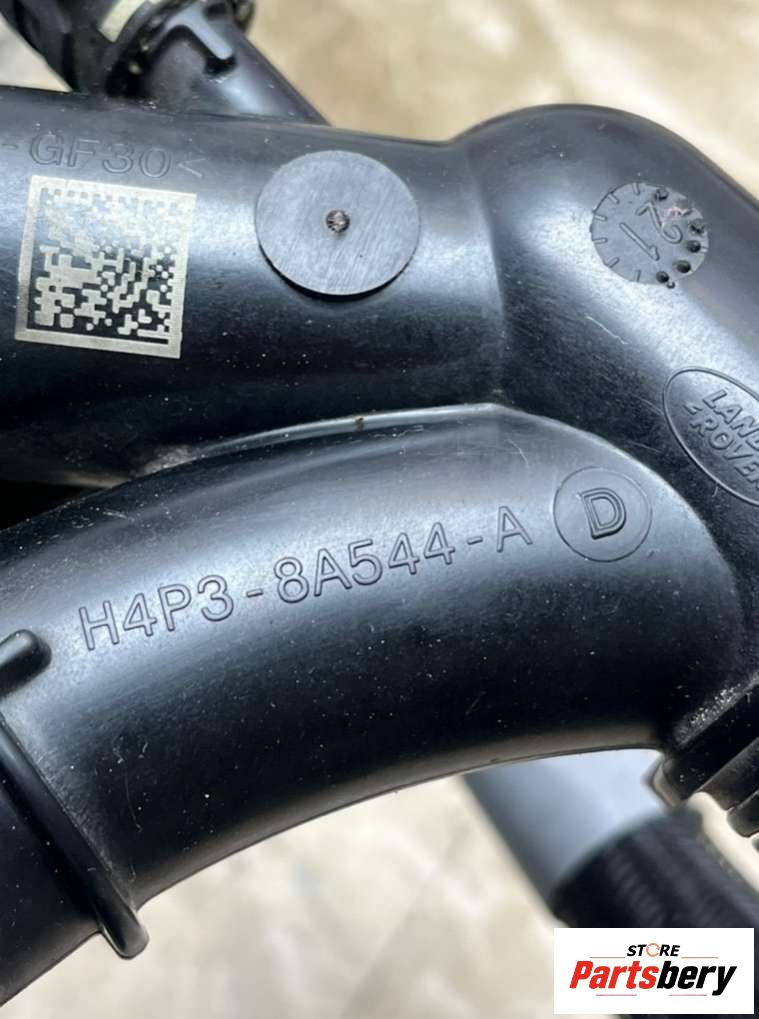 -GF30<
21
LAND
ROVER
H4P3-8A544-A D
STORE
Partsbery